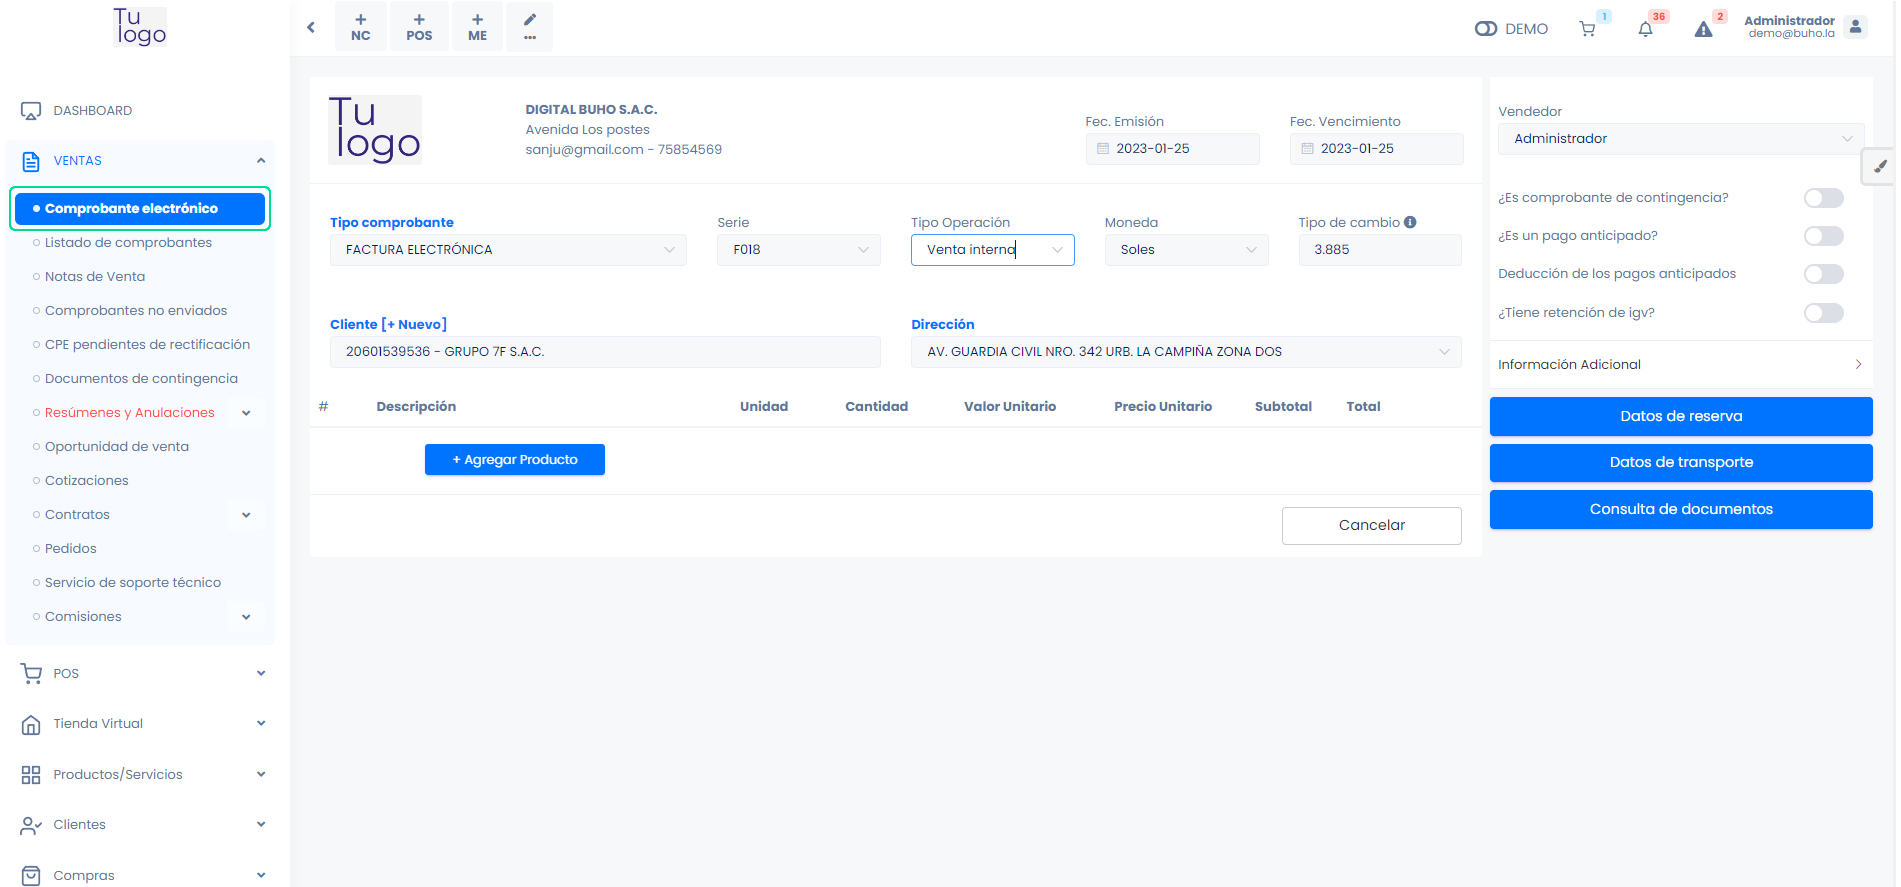 Tu
logo
NC
POS
ME
...
DEMO
1
36
2
Administrador
demo@buho.la
DASHBOARD
VENTAS
Comprobante electrónico
Listado de comprobantes
Notas de Venta
Comprobantes no enviados
CPE pendientes de rectificación
Documentos de contingencia
Resúmenes y Anulaciones
Oportunidad de venta
Cotizaciones
Contratos
Pedidos
Servicio de soporte técnico
Comisiones
POS
Tienda Virtual
Productos/Servicios
Clientes
Compras
Tu
logo
DIGITAL BUHO S.A.C.
Avenida Los postes
sanju@gmail.com - 75854569
Fec. Emisión
2023-01-25
Fec. Vencimiento
2023-01-25
Tipo comprobante
FACTURA ELECTRÓNICA
Serie
F018
Tipo Operación
Venta interna
Moneda
Soles
Tipo de cambio
3.885
Cliente [+ Nuevo]
20601539536 - GRUPO 7F S.A.C.
Dirección
AV. GUARDIA CIVIL NRO. 342 URB. LA CAMPIÑA ZONA DOS
# Descripción Unidad Cantidad Valor Unitario Precio Unitario Subtotal Total
+ Agregar Producto
Cancelar
Vendedor
Administrador
¿Es comprobante de contingencia?
¿Es un pago anticipado?
Deducción de los pagos anticipados
¿Tiene retención de igv?
Información Adicional
Datos de reserva
Datos de transporte
Consulta de documentos